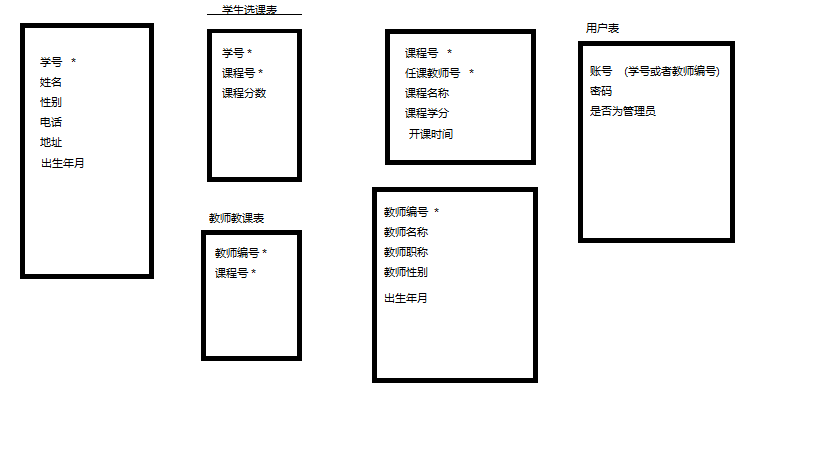 学号 *
姓名
性别
电话
地址
出生年月
学生选课表
学号 *
课程号 *
课程分数
教师教课表
教师编号 *
课程号 *
课程号 *
任课教师号 *
课程名称
课程学分
开课时间
教师编号 *
教师名称
教师职称
教师性别
出生年月
用户表
账号 (学号或者教师编号)
密码
是否为管理员